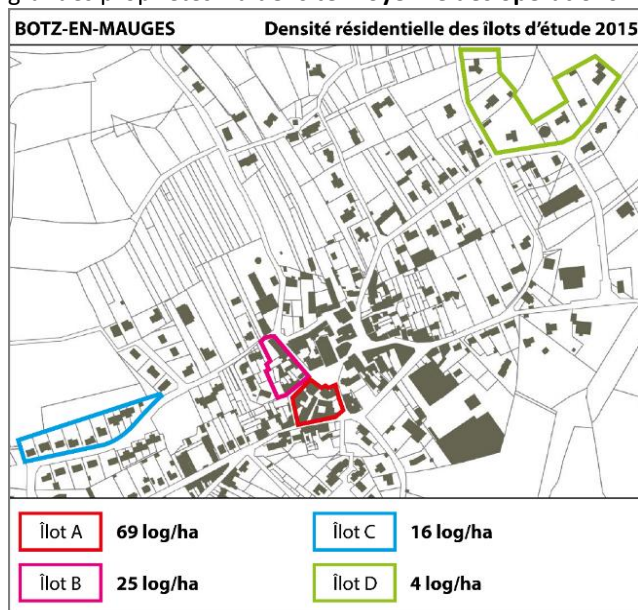 BOTZ-EN-MAUGES Densité résidentielle des îlots d'étude 2015
Îlot A 69 log/ha Îlot C 16 log/ha
Îlot B 25 log/ha Îlot D 4 log/ha